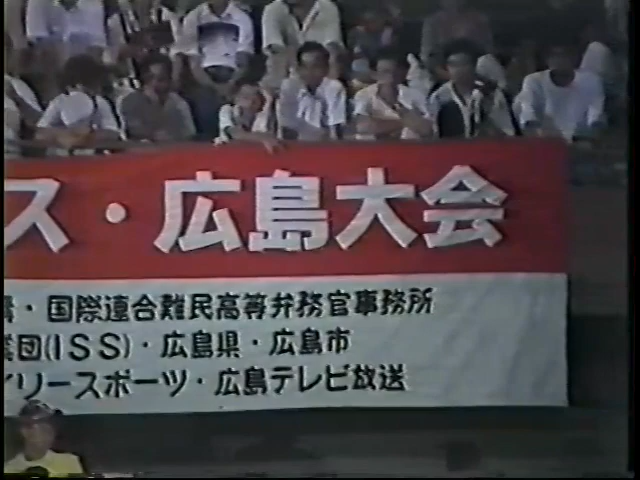 ス・広島大会
・国際連合難民高等弁務官事務所
業団(ISS)・広島県・広島市
イリースポーツ・広島テレビ放送